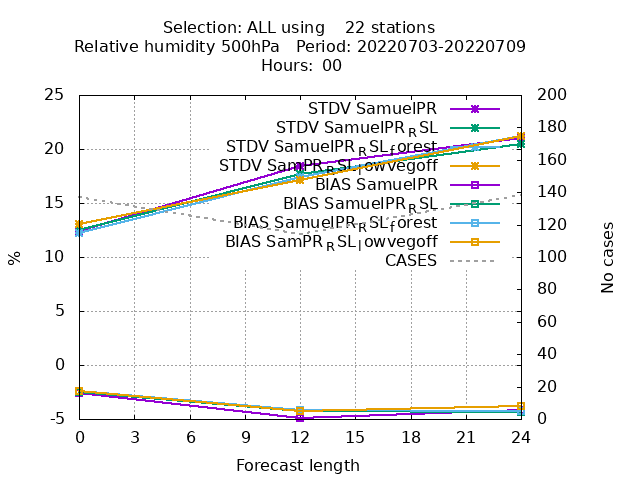 Selection: ALL using 22 stations
Relative humidity 500hPa Period: 20220703-20220709
Hours: 00
STDV SamuelPR
STDV SamuelPR_RSL
STDV SamuelPR_RSL_forest
STDV SamPR_RSL_lowvegoff
BIAS SamuelPR
BIAS SamuelPR_RSL
BIAS SamuelPR_RSL_forest
BIAS SamPR_RSL_lowvegoff
CASES
25
20
15
10
5
0
-5
%
200
180
160
140
120
100
80
60
40
20
0
No cases
0 3 6 9 12 15 18 21 24
Forecast length